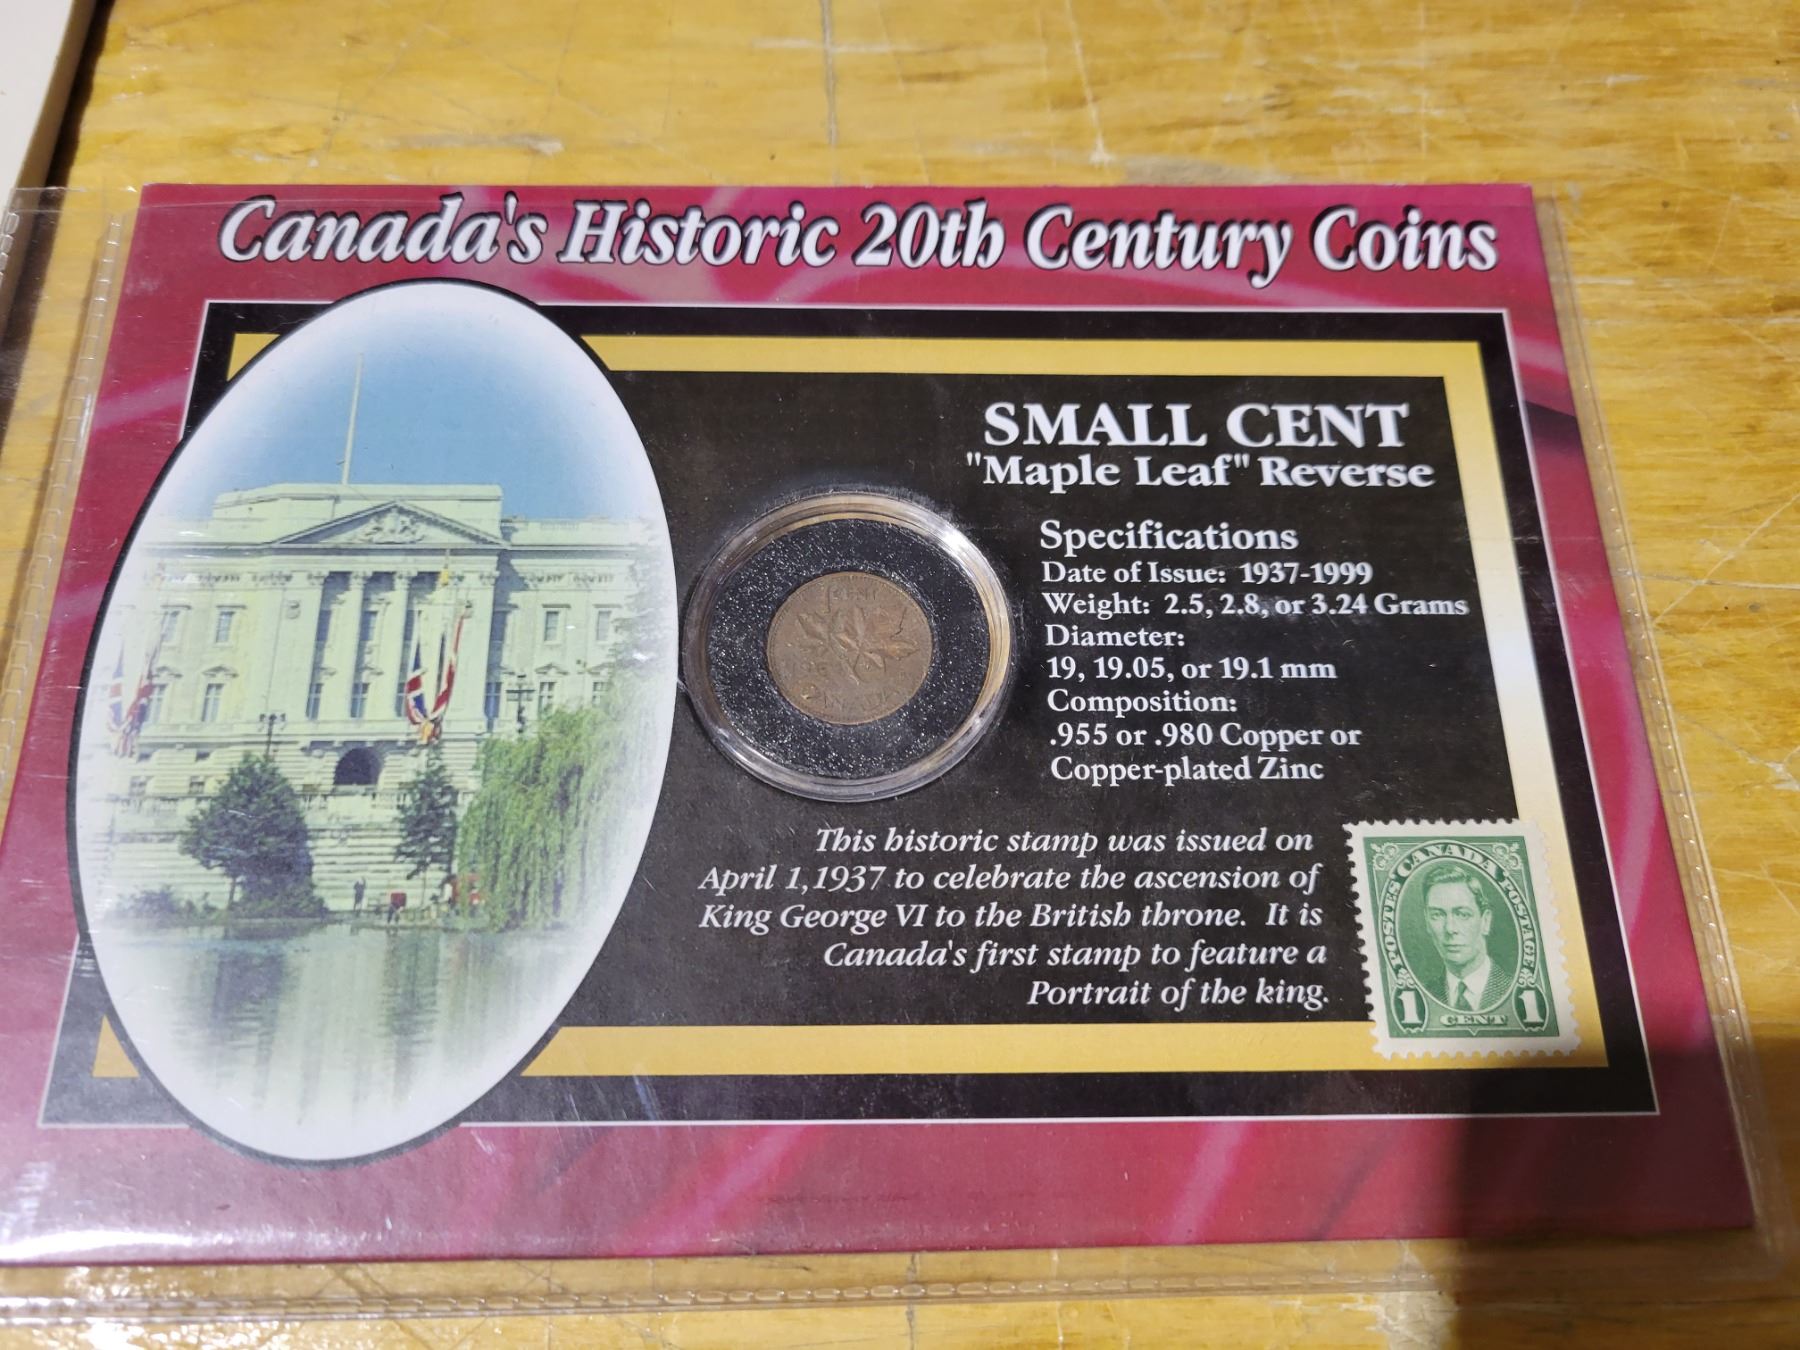 Canada's Historic 20th Century Coins
SMALL CENT
"Maple Leaf" Reverse
Specifications
Date of Issue: 1937-1999
Weight: 2.5, 2.8, or 3.24 Grams
Diameter:
19, 19.05, or 19.1 mm
Composition:
.955 or .980 Copper or
Copper-plated Zinc
1 CENT
CANADA
This historic stamp was issued on
April 1, 1937 to celebrate the ascension of
King George VI to the British throne. It is
Canada's first stamp to feature a
Portrait of the king.
POSTES CANADA POSTAGE
1 CENT 1